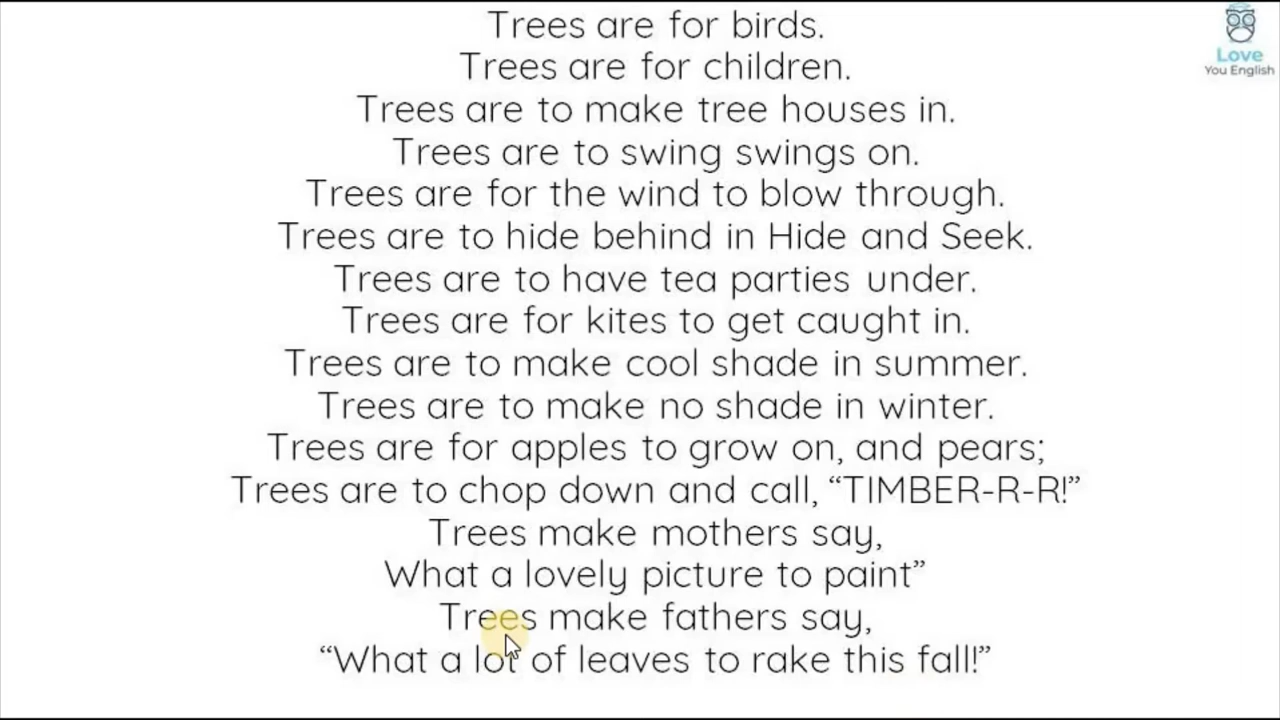 Trees are for birds.
Trees are for children.
Trees are to make tree houses in.
Trees are to swing swings on.
Trees are for the wind to blow through.
Trees are to hide behind in Hide and Seek.
Trees are to have tea parties under.
Trees are for kites to get caught in.
Trees are to make cool shade in summer.
Trees are to make no shade in winter.
Trees are for apples to grow on, and pears;
Trees are to chop down and call, “TIMBER-R-R!”
Trees make mothers say,
What a lovely picture to paint”
Trees make fathers say,
“What a lot of leaves to rake this fall!”
Love
You English